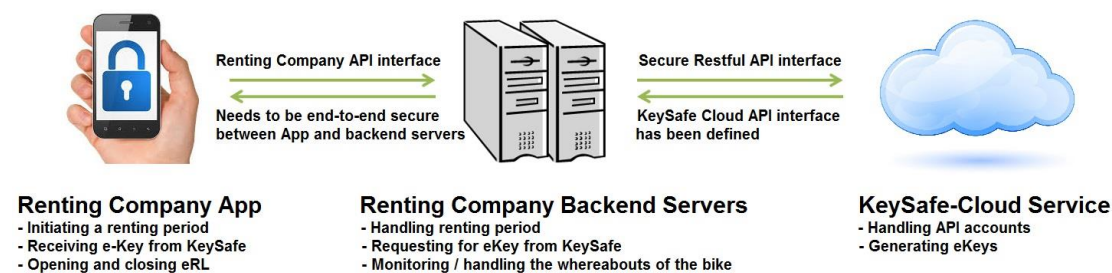 Renting Company API interface
Needs to be end-to-end secure
between App and backend servers
Secure Restful API interface
KeySafe Cloud API interface
has been defined
Renting Company App
- Initiating a renting period
- Receiving e-Key from KeySafe
- Opening and closing eRL
Renting Company Backend Servers
- Handling renting period
- Requesting for eKey from KeySafe
- Monitoring / handling the whereabouts of the bike
KeySafe-Cloud Service
- Handling API accounts
- Generating eKeys